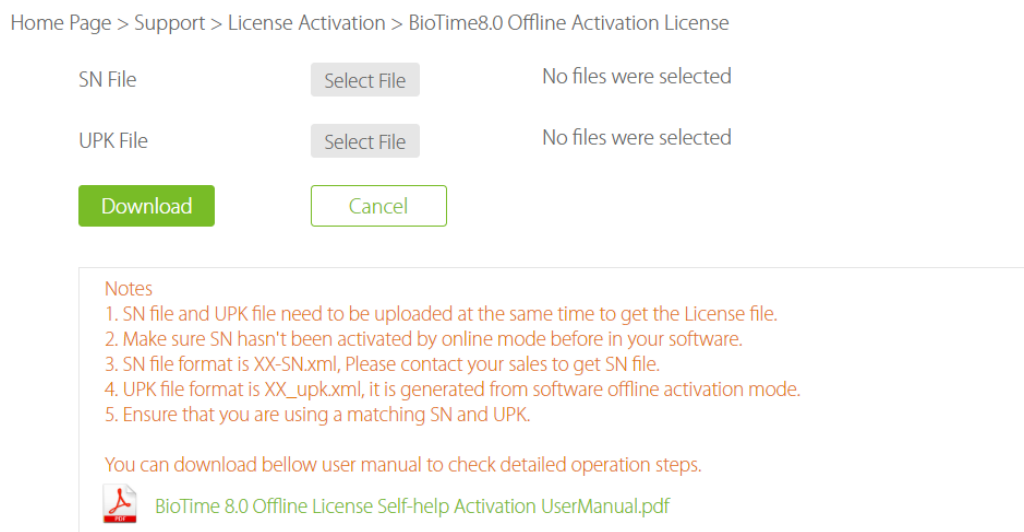 Home Page > Support > License Activation > BioTime8.0 Offline Activation License
SN File Select File No files were selected
UPK File Select File No files were selected
Download Cancel
Notes
1. SN file and UPK file need to be uploaded at the same time to get the License file.
2. Make sure SN hasn't been activated by online mode before in your software.
3. SN file format is XX-SN.xml, Please contact your sales to get SN file.
4. UPK file format is XX_upk.xml, it is generated from software offline activation mode.
5. Ensure that you are using a matching SN and UPK.
You can download bellow user manual to check detailed operation steps.
PDF BioTime 8.0 Offline License Self-help Activation UserManual.pdf